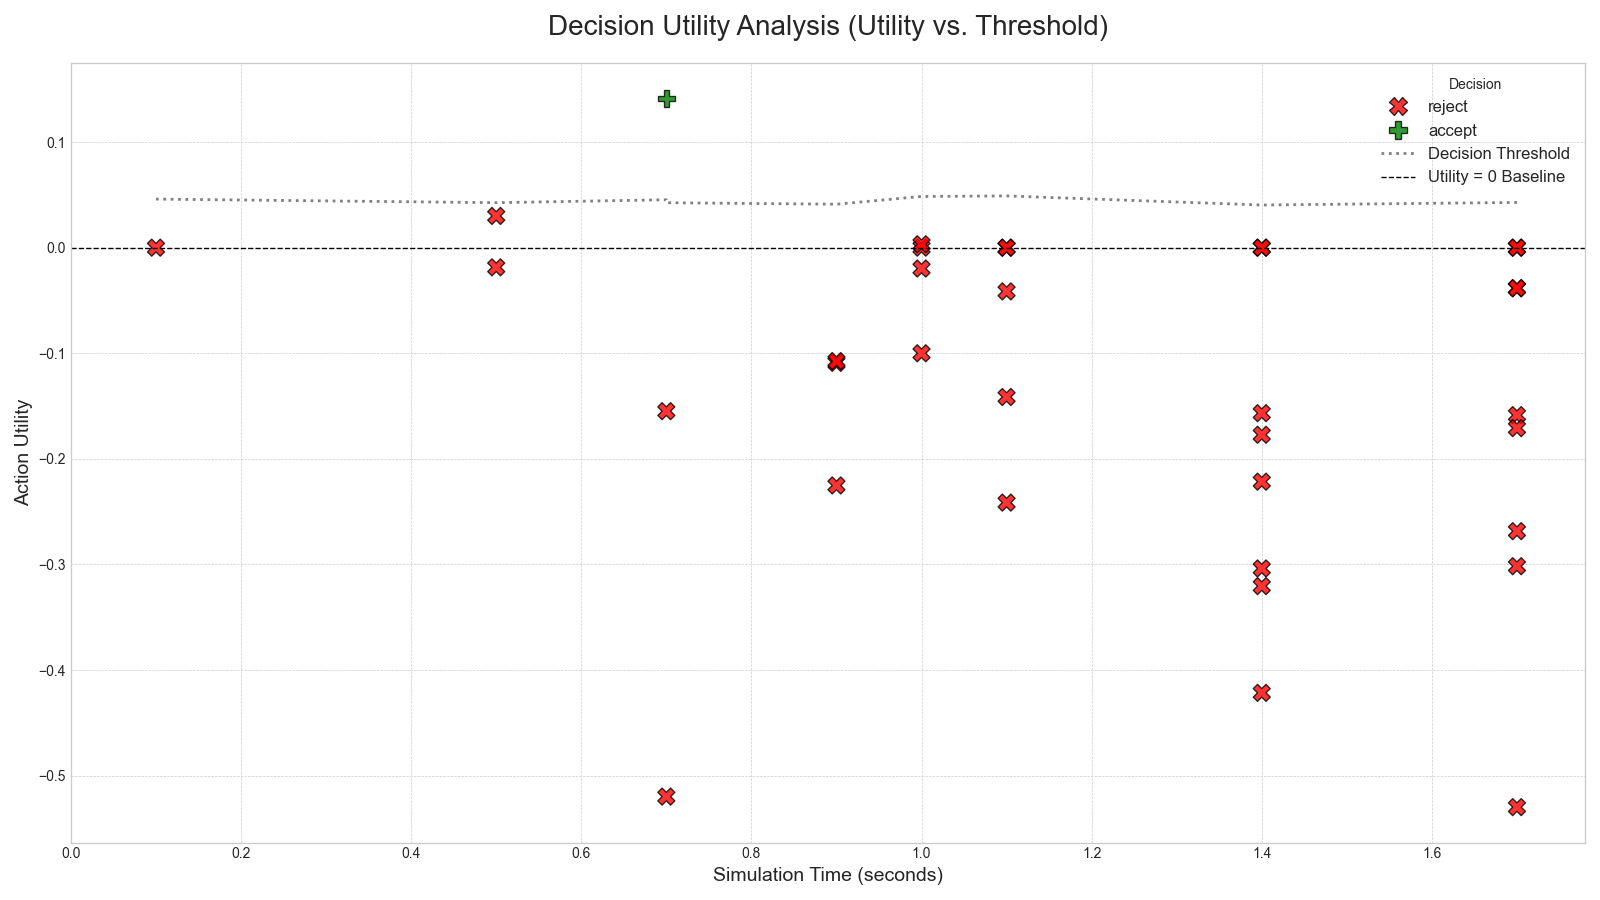 Decision Utility Analysis (Utility vs. Threshold)
Decision
reject
accept
Decision Threshold
Utility = 0 Baseline
Action Utility
0.1
0.0
−0.1
−0.2
−0.3
−0.4
−0.5
0.0 0.2 0.4 0.6 0.8 1.0 1.2 1.4 1.6
Simulation Time (seconds)